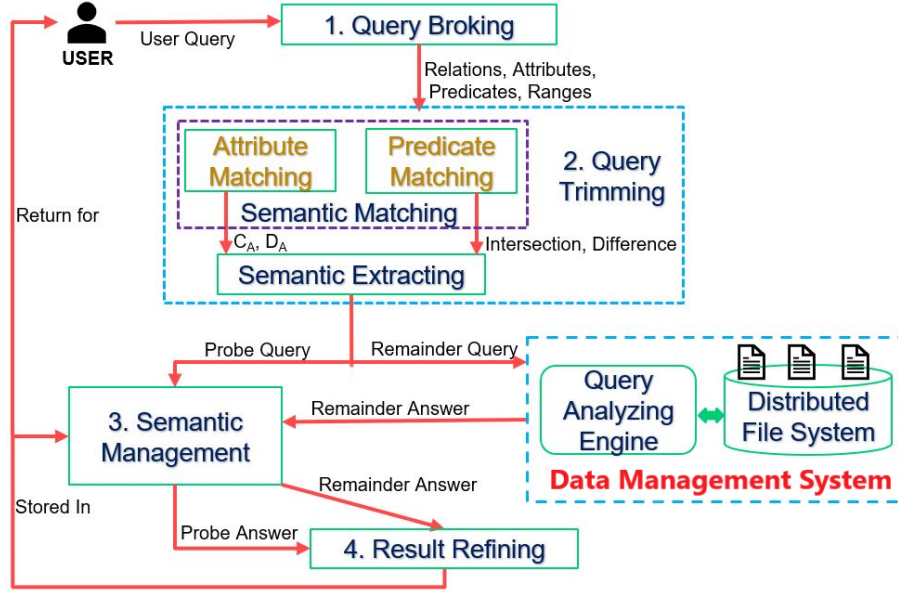 USER
User Query
1. Query Broking
Relations, Attributes,
Predicates, Ranges
Attribute
Matching
Predicate
Matching
Semantic Matching
2. Query
Trimming
C_A, D_A
Intersection, Difference
Semantic Extracting
Return for
Probe Query
Remainder Query
3. Semantic
Management
Remainder Answer
Query
Analyzing
Engine
Distributed
File System
Data Management System
Stored In
Probe Answer
Remainder Answer
4. Result Refining